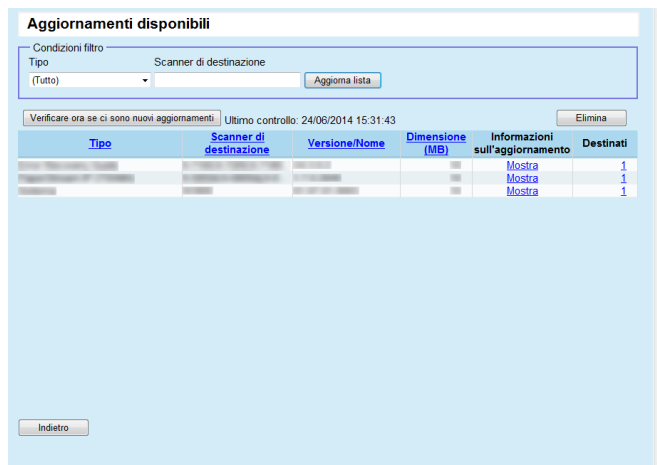 Aggiornamenti disponibili
Condizioni filtro
Tipo Scanner di destinazione
(Tutto) Aggiorna lista
Verificare ora se ci sono nuovi aggiornamenti Ultimo controllo: 24/06/2014 15:31:43 Elimina
Tipo Scanner di destinazione Versione/Nome Dimensione (MB) Informazioni sull'aggiornamento Destinati
Mostra 1
Mostra 1
Mostra 1
Indietro